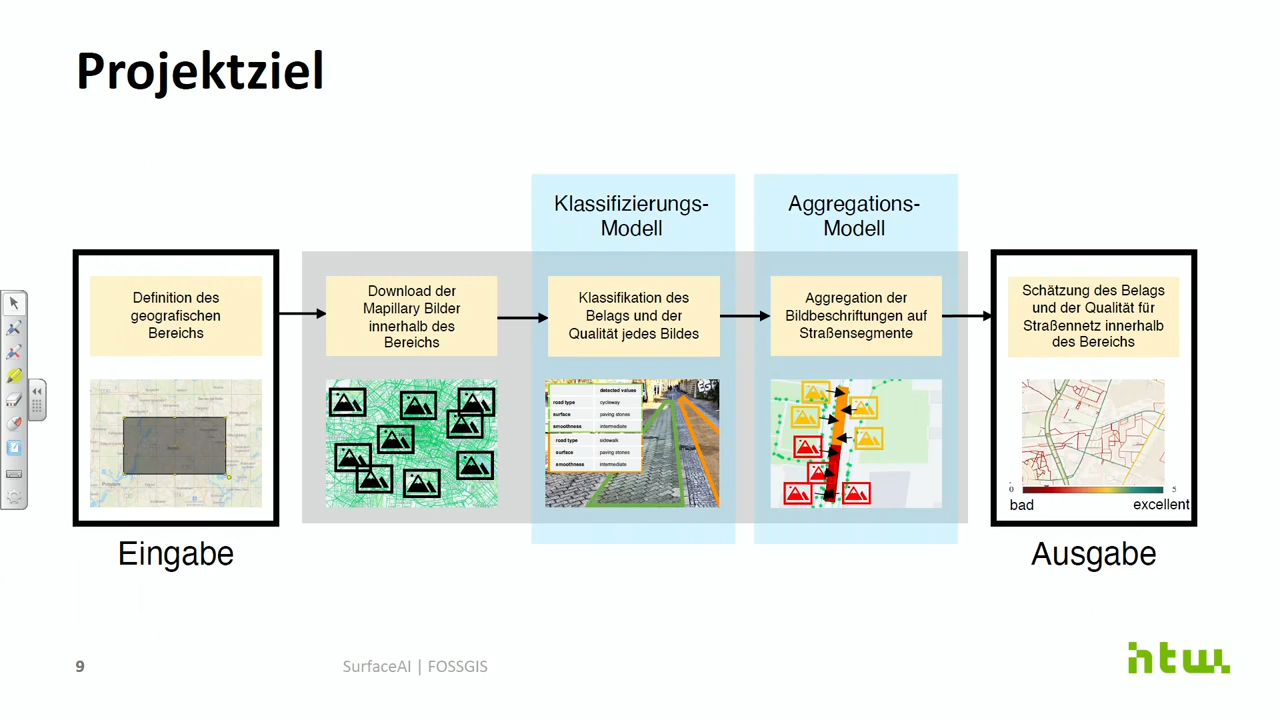 Projektziel
Klassifizierungs-
Modell
Aggregations-
Modell
Definition des
geografischen
Bereichs
Download der
Mapillary Bilder
innerhalb des
Bereichs
Klassifikation des
Belags und der
Qualität jedes Bildes
Aggregation der
Bildbeschriftungen auf
Straßensegmente
Schätzung des Belags
und der Qualität für
Straßennetz innerhalb
des Bereichs
detected values
road type cycleway
surface paving stones
smoothness intermediate
road type sidewalk
surface paving stones
smoothness intermediate
0 5
bad excellent
Eingabe
Ausgabe
9
SurfaceAI | FOSSGIS
htw.